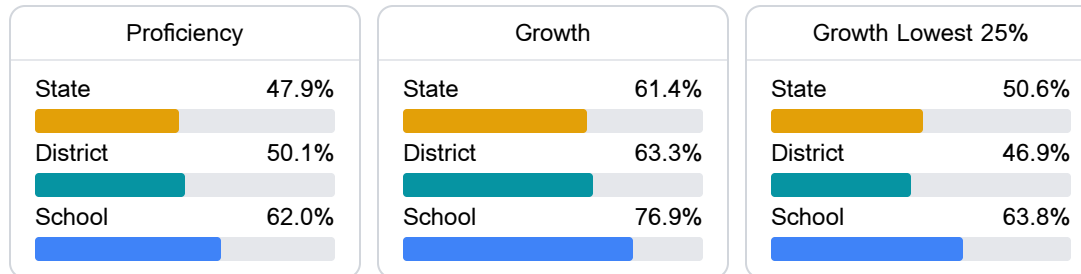 Proficiency
State 47.9%
District 50.1%
School 62.0%
Growth
State 61.4%
District 63.3%
School 76.9%
Growth Lowest 25%
State 50.6%
District 46.9%
School 63.8%